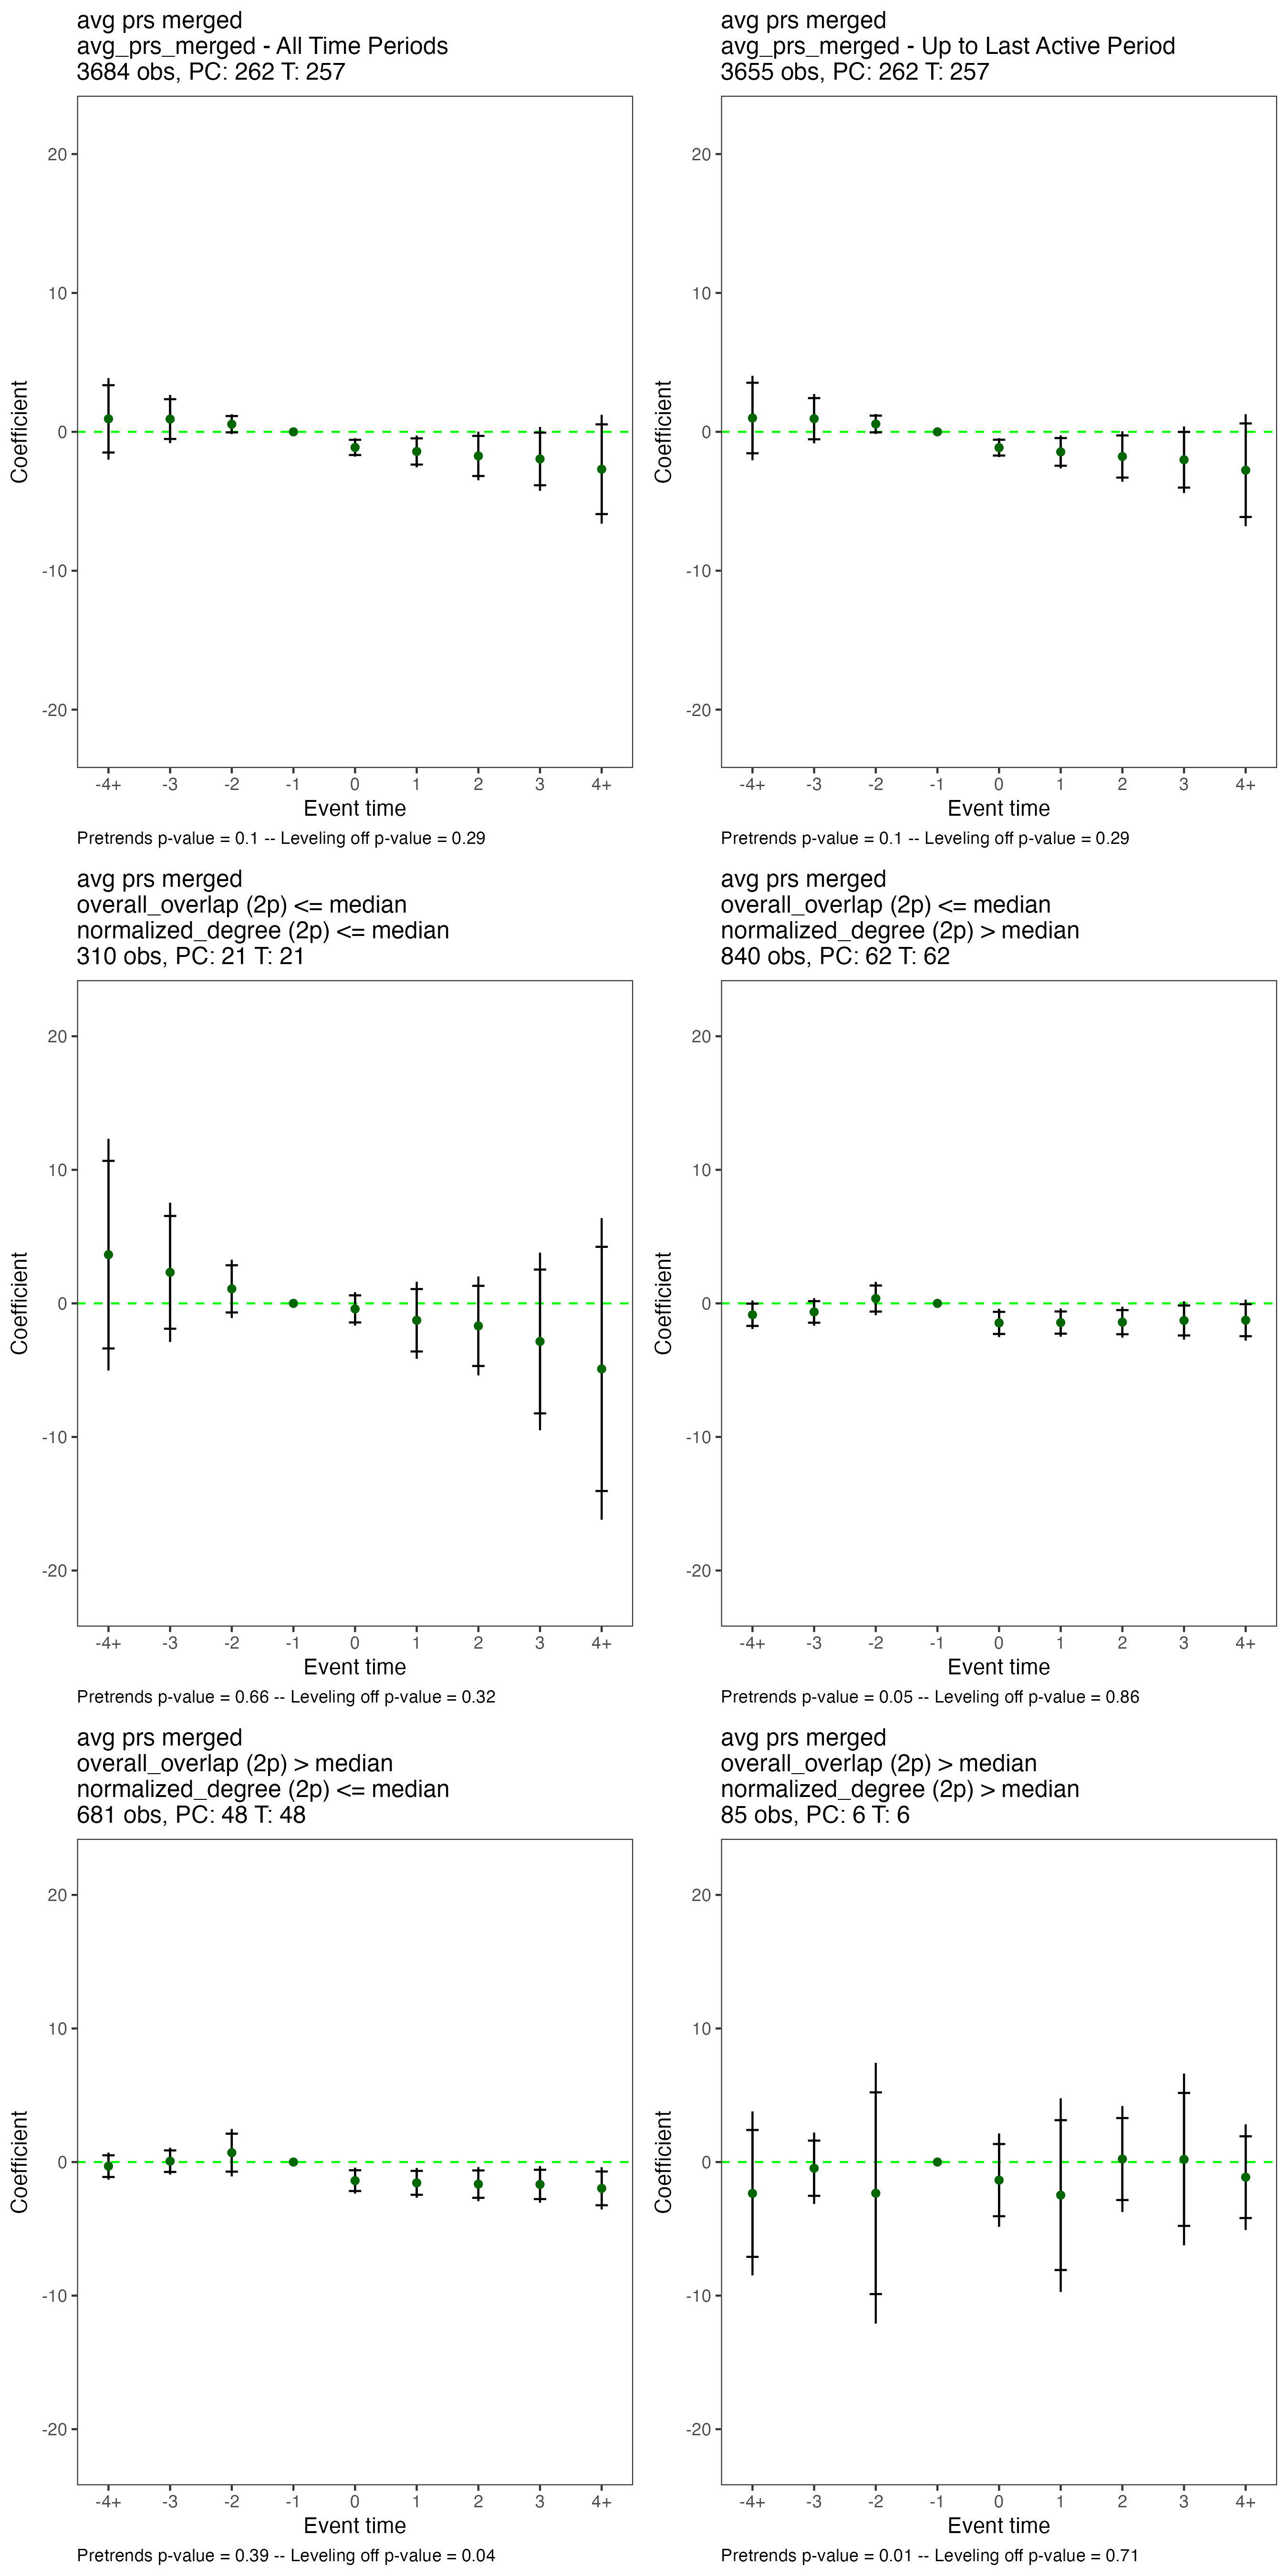 avg prs merged
avg_prs_merged - All Time Periods
3684 obs, PC: 262 T: 257
20
10
0
-10
-20
Coefficient
-4+ -3 -2 -1 0 1 2 3 4+
Event time
Pretrends p-value = 0.1 -- Leveling off p-value = 0.29
avg prs merged
avg_prs_merged - Up to Last Active Period
3655 obs, PC: 262 T: 257
20
10
0
-10
-20
Coefficient
-4+ -3 -2 -1 0 1 2 3 4+
Event time
Pretrends p-value = 0.1 -- Leveling off p-value = 0.29
avg prs merged
overall_overlap (2p) <= median
normalized_degree (2p) <= median
310 obs, PC: 21 T: 21
20
10
0
-10
-20
Coefficient
-4+ -3 -2 -1 0 1 2 3 4+
Event time
Pretrends p-value = 0.66 -- Leveling off p-value = 0.32
avg prs merged
overall_overlap (2p) <= median
normalized_degree (2p) > median
840 obs, PC: 62 T: 62
20
10
0
-10
-20
Coefficient
-4+ -3 -2 -1 0 1 2 3 4+
Event time
Pretrends p-value = 0.05 -- Leveling off p-value = 0.86
avg prs merged
overall_overlap (2p) > median
normalized_degree (2p) <= median
681 obs, PC: 48 T: 48
20
10
0
-10
-20
Coefficient
-4+ -3 -2 -1 0 1 2 3 4+
Event time
Pretrends p-value = 0.39 -- Leveling off p-value = 0.04
avg prs merged
overall_overlap (2p) > median
normalized_degree (2p) > median
85 obs, PC: 6 T: 6
20
10
0
-10
-20
Coefficient
-4+ -3 -2 -1 0 1 2 3 4+
Event time
Pretrends p-value = 0.01 -- Leveling off p-value = 0.71